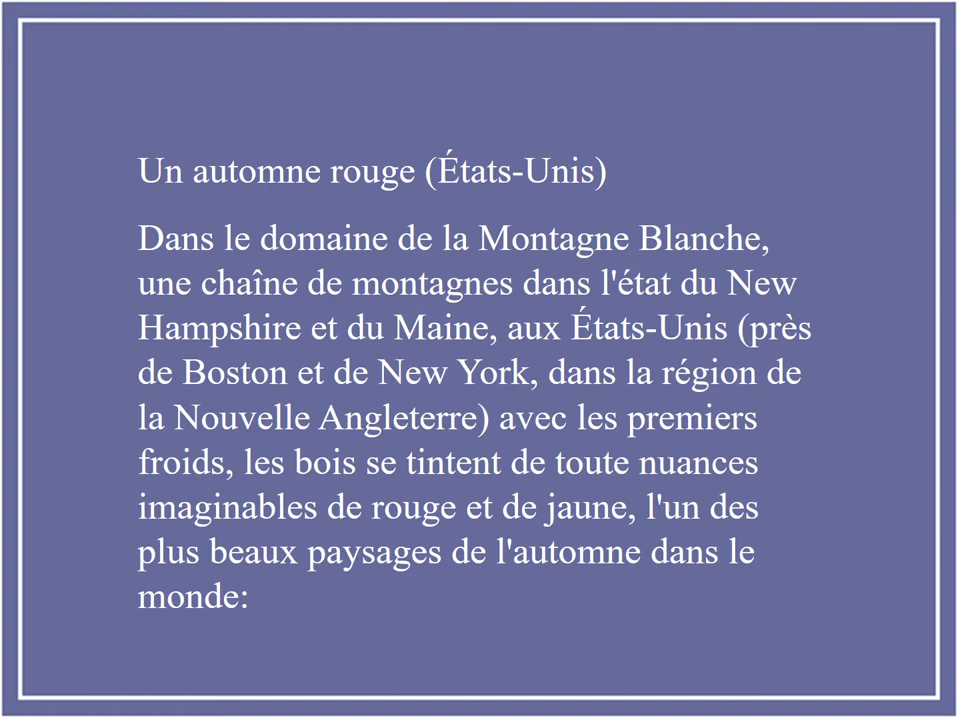 Un automne rouge (États-Unis)
Dans le domaine de la Montagne Blanche,
une chaîne de montagnes dans l'état du New
Hampshire et du Maine, aux États-Unis (près
de Boston et de New York, dans la région de
la Nouvelle Angleterre) avec les premiers
froids, les bois se tintent de toute nuances
imaginables de rouge et de jaune, l'un des
plus beaux paysages de l'automne dans le
monde: